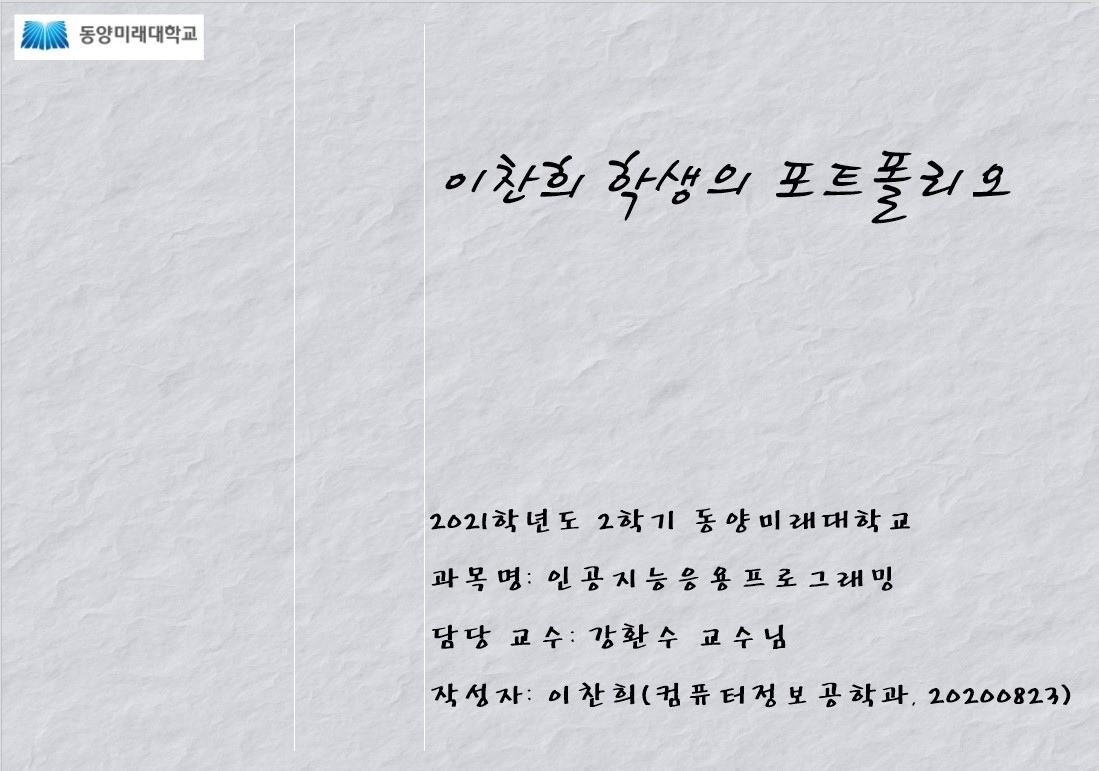 동양미래대학교
이찬희 학생의 포트폴리오
2021학년도 2학기 동양미래대학교
과목명: 인공지능응용프로그래밍
담당 교수: 강환수 교수님
작성자: 이찬희(컴퓨터정보공학과, 20200823)